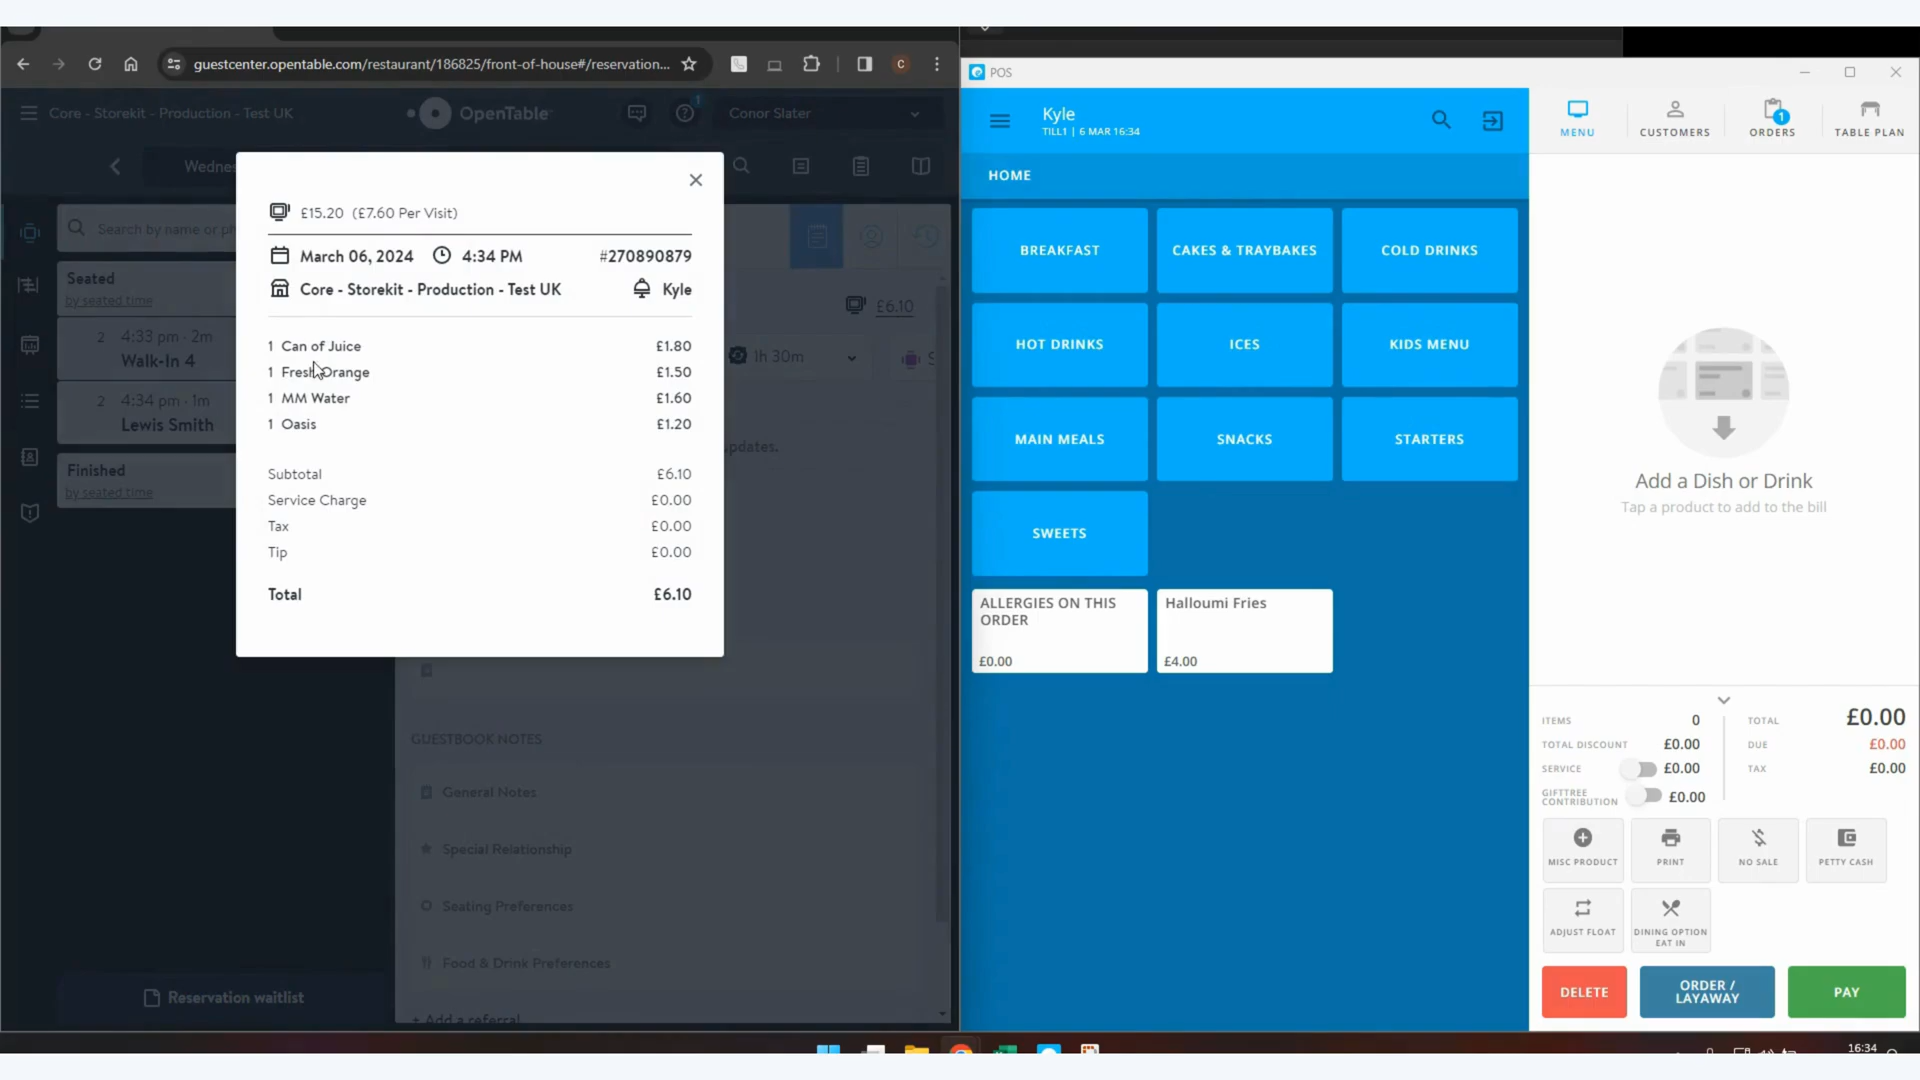 guestcenter.opentable.com/restaurant/186825/front-of-house#/reservation...
C
Core - Storekit - Production - Test UK
OpenTable
1
Conor Slater
Search by name or ph
Seated
by seated time
2 4:33 pm · 2m
Walk-In 4
2 4:34 pm · 1m
Lewis Smith
Finished
by seated time
£15.20 (£7.60 Per Visit)
March 06, 2024 4:34 PM #270890879
Core - Storekit - Production - Test UK Kyle
1 Can of Juice £1.80
1 Fresh Orange £1.50
1 MM Water £1.60
1 Oasis £1.20
Subtotal £6.10
Service Charge £0.00
Tax £0.00
Tip £0.00
Total £6.10
£6.10
1h 30m
GUESTBOOK NOTES
General Notes
Special Relationship
Seating Preferences
Food & Drink Preferences
+ Add a referral
Reservation waitlist
POS
Kyle
TILL1 | 6 MAR 16:34
HOME
BREAKFAST
CAKES & TRAYBAKES
COLD DRINKS
HOT DRINKS
ICES
KIDS MENU
MAIN MEALS
SNACKS
STARTERS
SWEETS
ALLERGIES ON THIS
ORDER
£0.00
Halloumi Fries
£4.00
MENU
CUSTOMERS
1
ORDERS
TABLE PLAN
Add a Dish or Drink
Tap a product to add to the bill
ITEMS 0
TOTAL DISCOUNT £0.00
SERVICE £0.00
GIFTTREE
CONTRIBUTION £0.00
TOTAL £0.00
DUE £0.00
TAX £0.00
MISC PRODUCT
PRINT
NO SALE
PETTY CASH
ADJUST FLOAT
DINING OPTION
EAT IN
DELETE
ORDER /
LAYAWAY
PAY
16:34